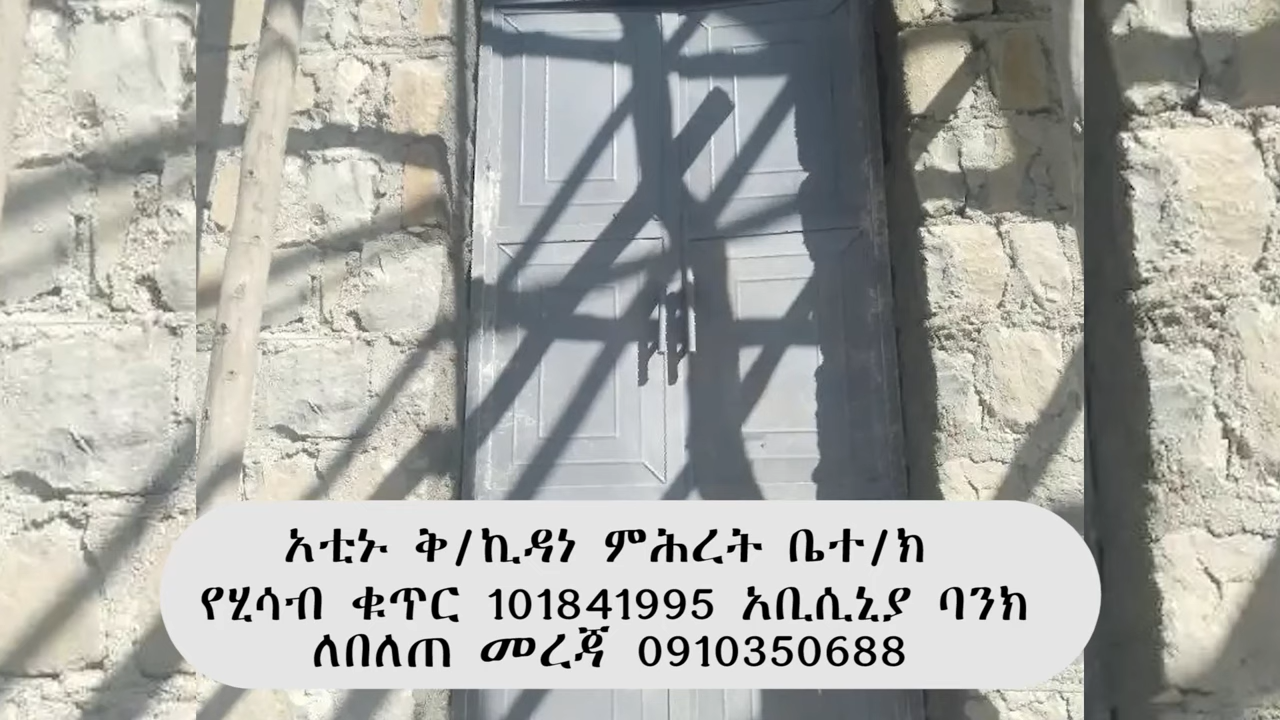 አቲኑ ቅ/ኪዳነ ምሕረት ቤተ/ክ
የሂሳብ ቁጥር 101841995 አቢሲኒያ ባንክ
ለበለጠ መረጃ 0910350688